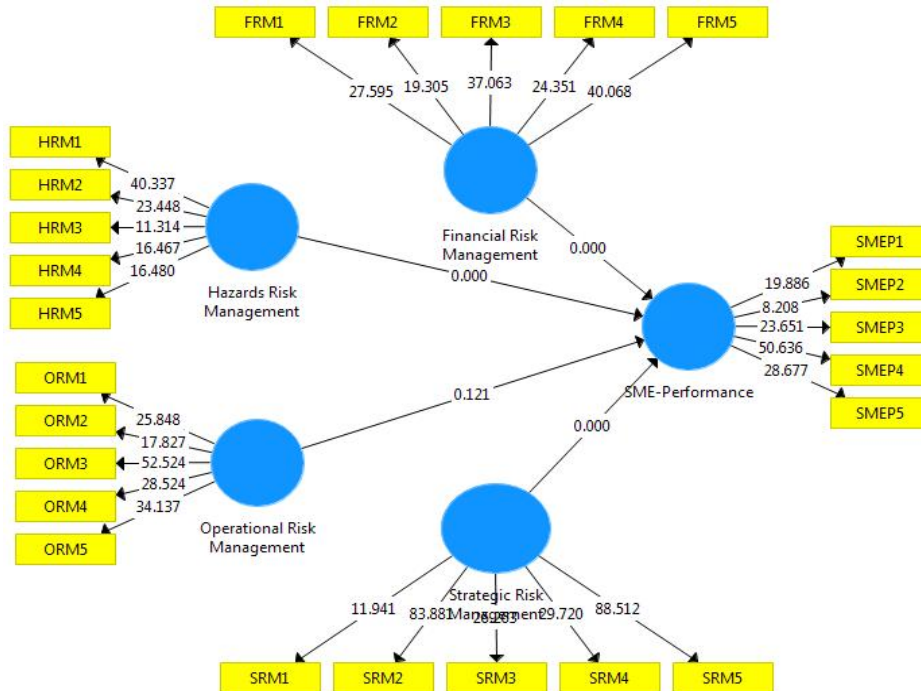 FRM1
FRM2
FRM3
FRM4
FRM5
27.595
19.305
37.063
24.351
40.068
Financial Risk
Management
HRM1
HRM2
HRM3
HRM4
HRM5
40.337
23.448
11.314
16.467
16.480
Hazards Risk
Management
0.000
0.000
SMEP1
SMEP2
SMEP3
SMEP4
SMEP5
19.886
8.208
23.651
50.636
28.677
SME-Performance
ORM1
ORM2
ORM3
ORM4
ORM5
25.848
17.827
52.524
28.524
34.137
Operational Risk
Management
0.121
0.000
Strategic Risk
Management
11.941
83.881
29.720
88.512
SRM1
SRM2
SRM3
SRM4
SRM5